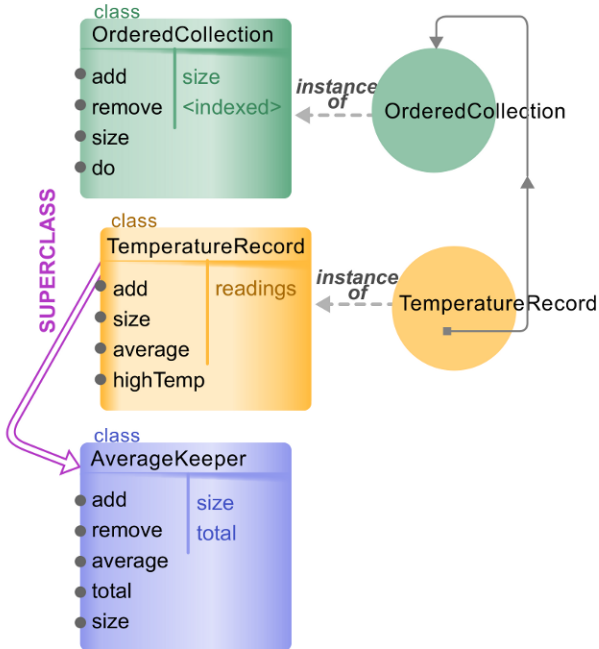 class
OrderedCollection
add
remove
size
do
size
<indexed>
instance
of
OrderedCollection
SUPERCLASS
class
TemperatureRecord
add
size
average
highTemp
readings
instance
of
TemperatureRecord
class
AverageKeeper
add
remove
average
total
size
size
total